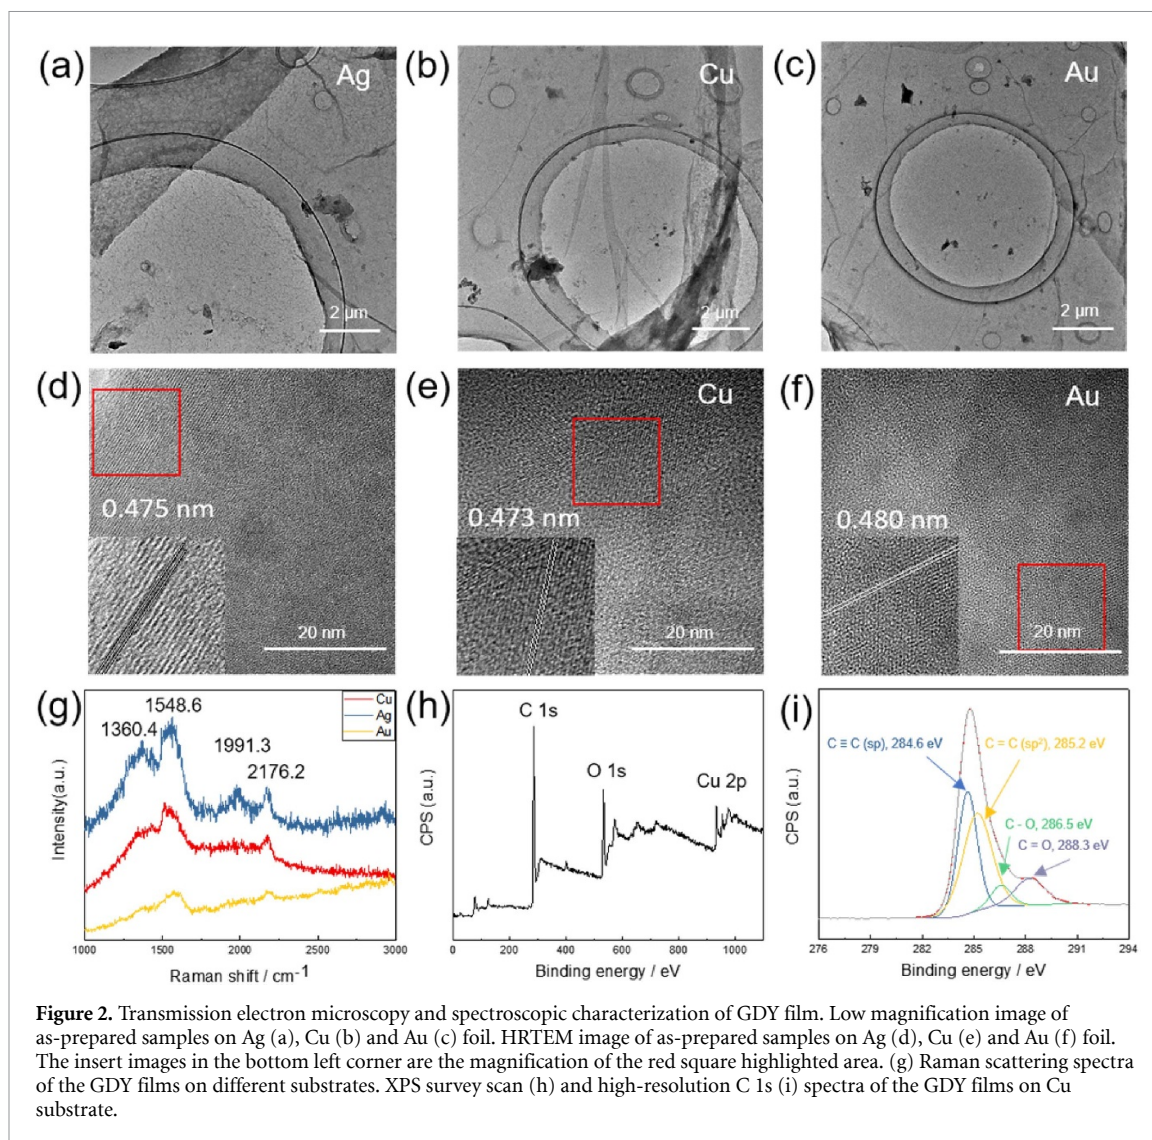 (a)
Ag
2 µm
(b)
Cu
2 µm
(c)
Au
2 µm
(d)
0.475 nm
20 nm
(e)
Cu
0.473 nm
20 nm
(f)
Au
0.480 nm
20 nm
(g)
1548.6
1360.4
1991.3
2176.2
Cu
Ag
Au
Intensity(a.u.)
1000 1500 2000 2500 3000
Raman shift / cm⁻¹
(h)
C 1s
O 1s
Cu 2p
CPS (a.u.)
0 200 400 600 800 1000
Binding energy / eV
(i)
C ≡ C (sp), 284.6 eV
C = C (sp²), 285.2 eV
C - O, 286.5 eV
C = O, 288.3 eV
CPS (a.u.)
276 279 282 285 288 291 294
Binding energy / eV
Figure 2. Transmission electron microscopy and spectroscopic characterization of GDY film. Low magnification image of
as-prepared samples on Ag (a), Cu (b) and Au (c) foil. HRTEM image of as-prepared samples on Ag (d), Cu (e) and Au (f) foil.
The insert images in the bottom left corner are the magnification of the red square highlighted area. (g) Raman scattering spectra
of the GDY films on different substrates. XPS survey scan (h) and high-resolution C 1s (i) spectra of the GDY films on Cu
substrate.